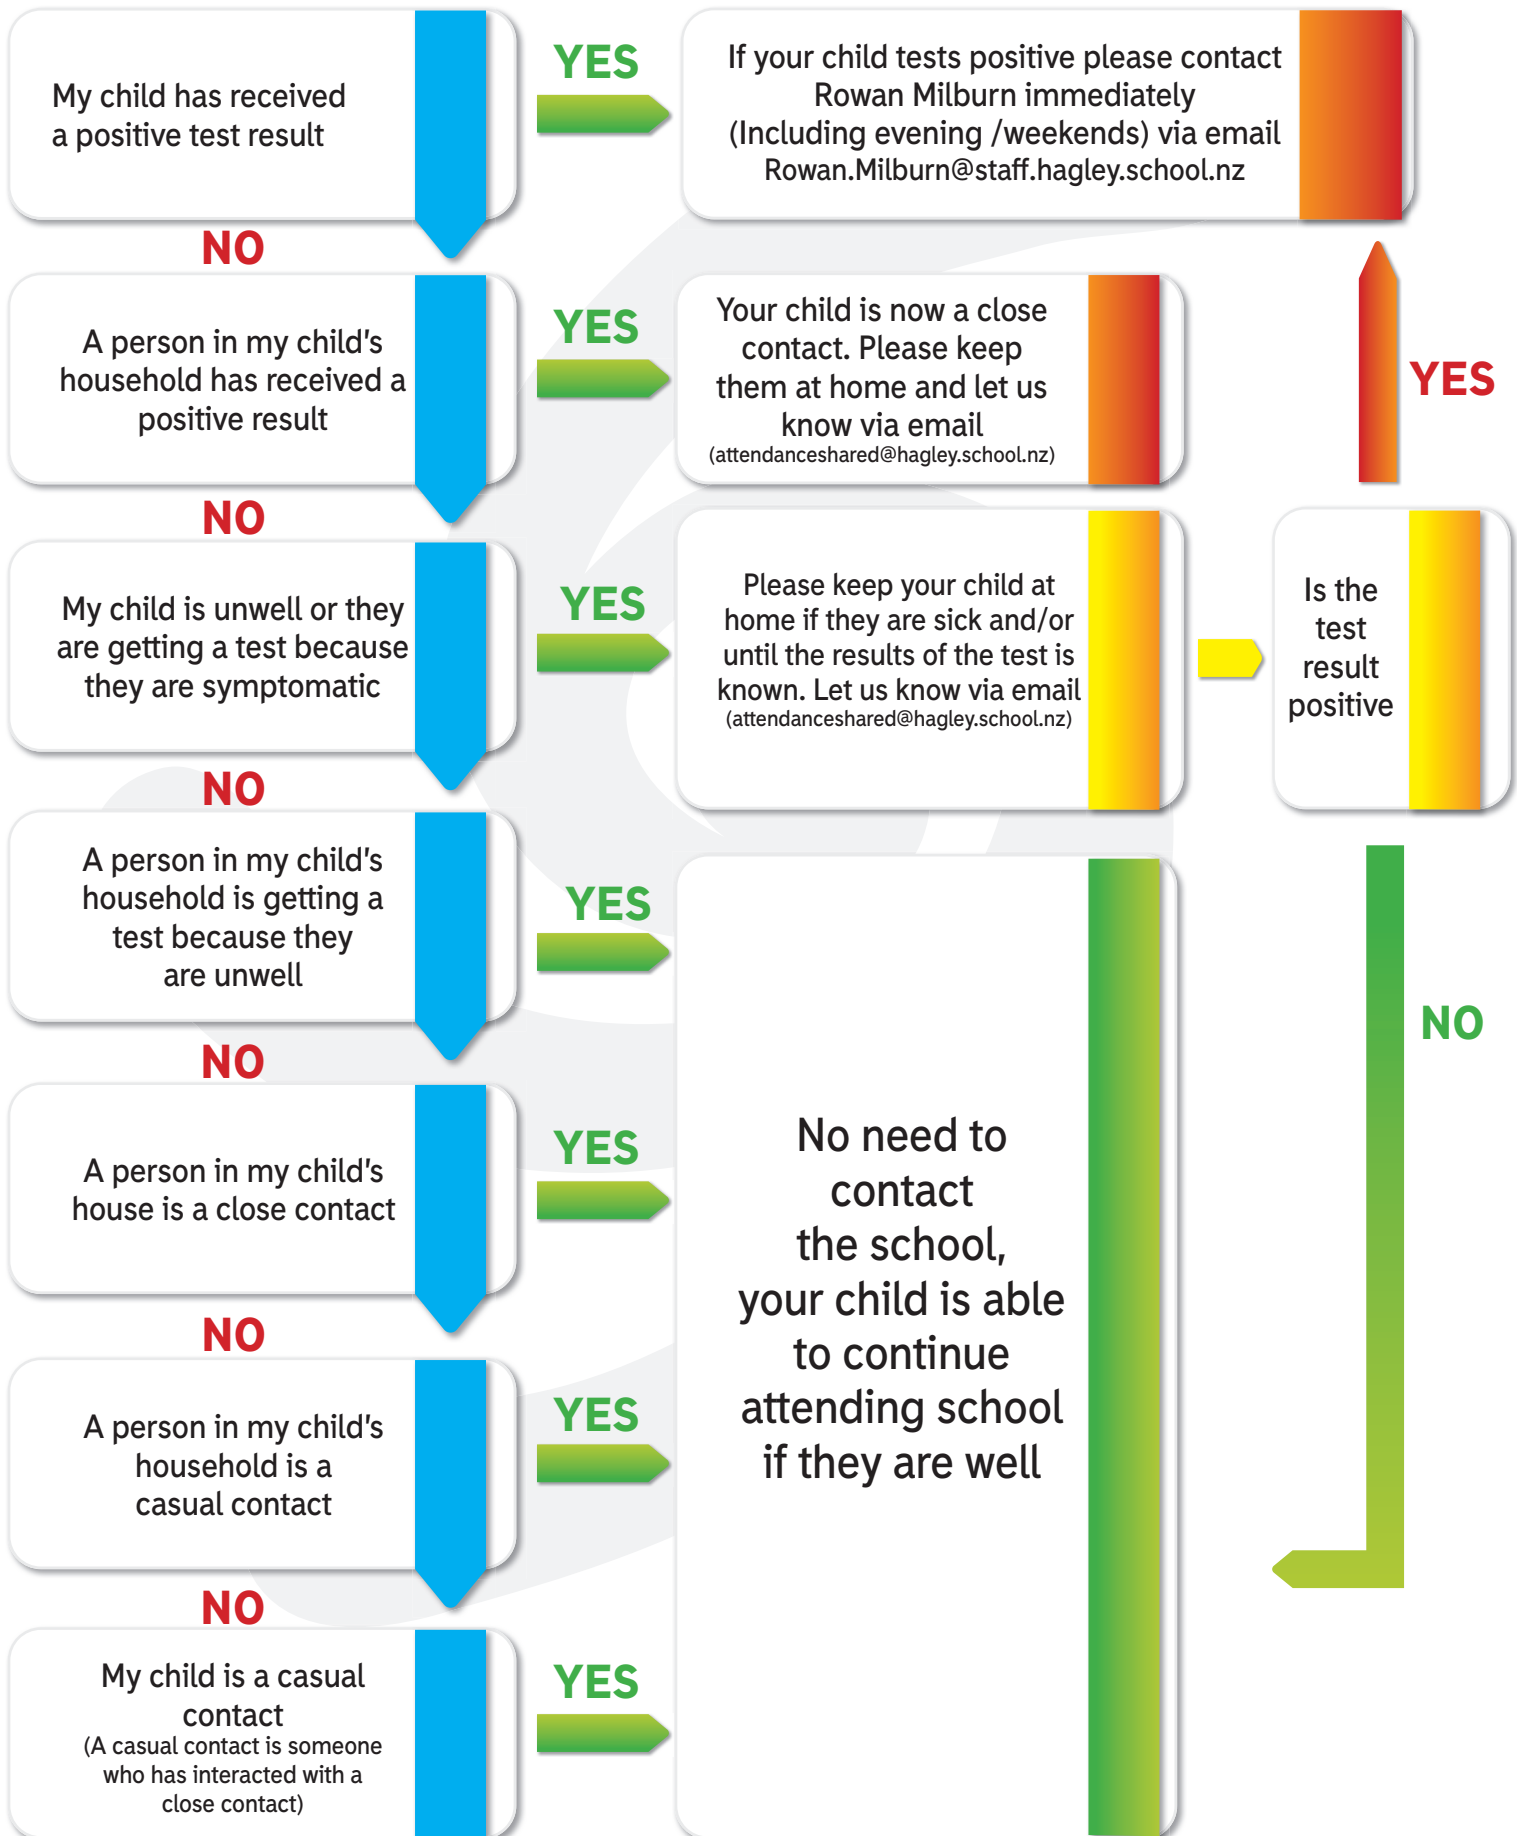 My child has received
a positive test result
YES
If your child tests positive please contact
Rowan Milburn immediately
(Including evening /weekends) via email
Rowan.Milburn@staff.hagley.school.nz
NO
A person in my child's
household has received a
positive result
YES
Your child is now a close
contact. Please keep
them at home and let us
know via email
(attendanceshared@hagley.school.nz)
YES
NO
My child is unwell or they
are getting a test because
they are symptomatic
YES
Please keep your child at
home if they are sick and/or
until the results of the test is
known. Let us know via email
(attendanceshared@hagley.school.nz)
Is the
test
result
positive
NO
A person in my child's
household is getting a
test because they
are unwell
YES
NO
NO
A person in my child's
house is a close contact
YES
No need to
contact
the school,
your child is able
to continue
attending school
if they are well
NO
A person in my child's
household is a
casual contact
YES
NO
My child is a casual
contact
(A casual contact is someone
who has interacted with a
close contact)
YES